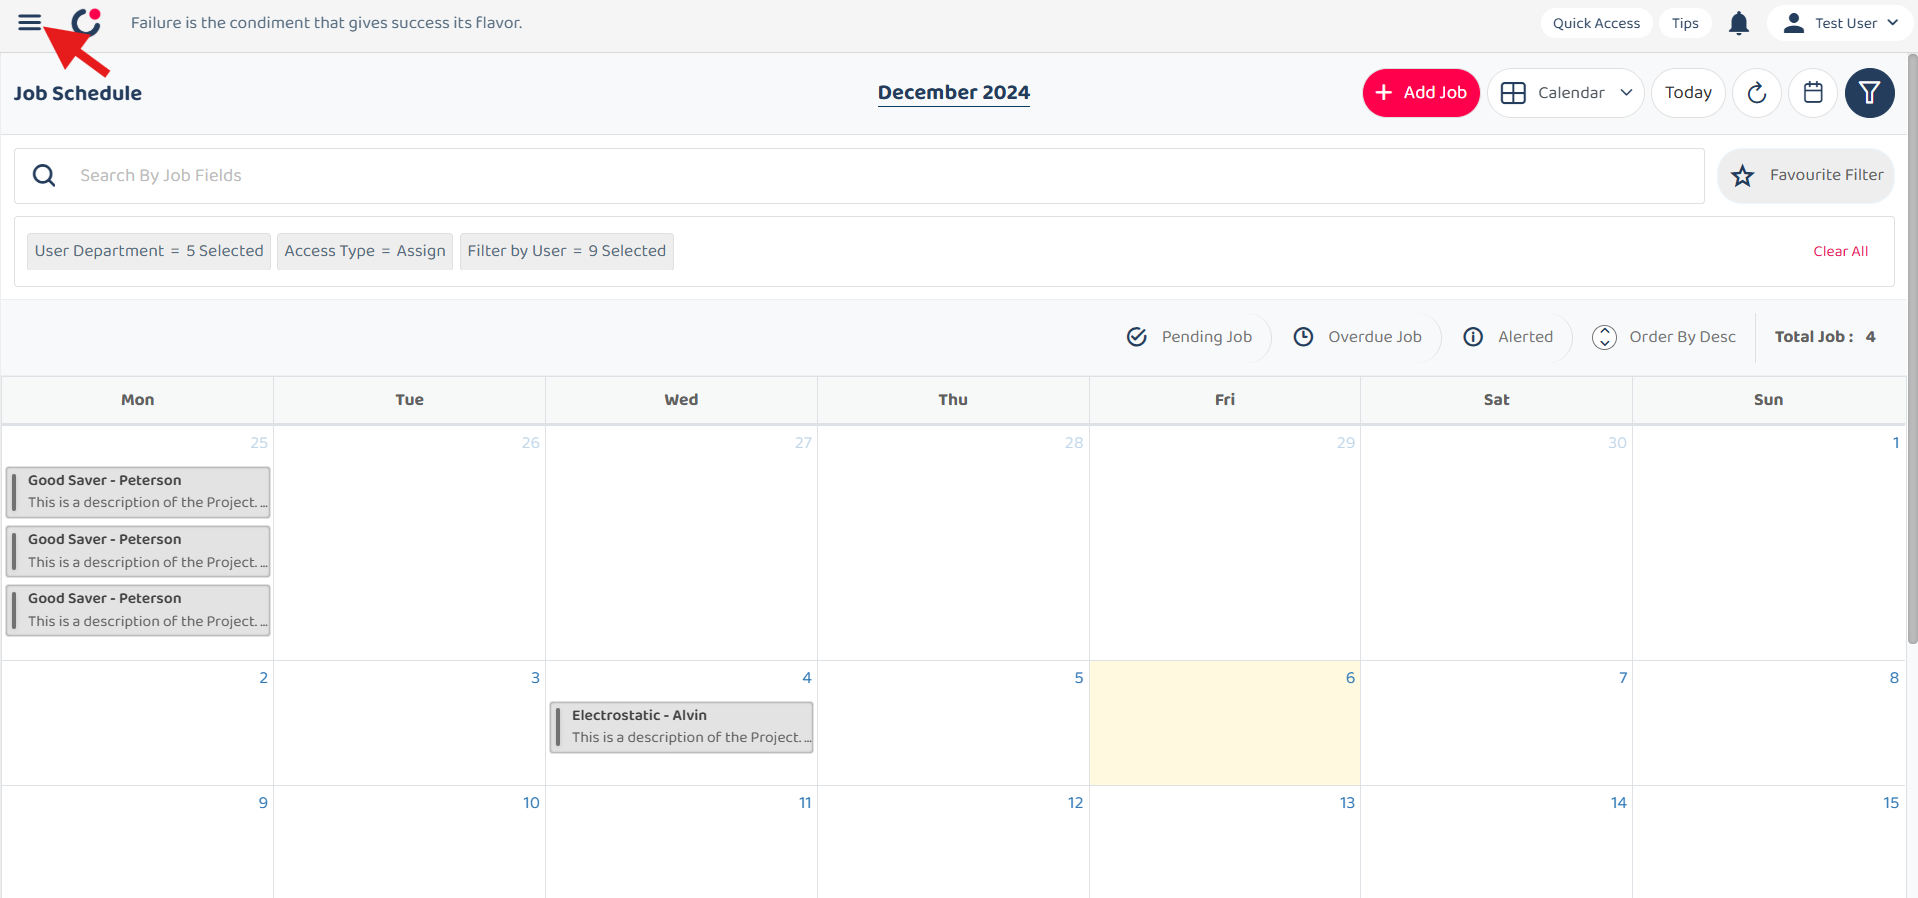 Failure is the condiment that gives success its flavor.
Quick Access
Tips
Test User
Job Schedule
December 2024
Add Job
Calendar
Today
Search By Job Fields
Favourite Filter
User Department = 5 Selected
Access Type = Assign
Filter by User = 9 Selected
Clear All
Pending Job
Overdue Job
Alerted
Order By Desc
Total Job : 4
Mon Tue Wed Thu Fri Sat Sun
25 26 27 28 29 30 1
Good Saver - Peterson
This is a description of the Project. ...
Good Saver - Peterson
This is a description of the Project. ...
Good Saver - Peterson
This is a description of the Project. ...
2 3 4 5 6 7 8
Electrostatic - Alvin
This is a description of the Project. ...
9 10 11 12 13 14 15